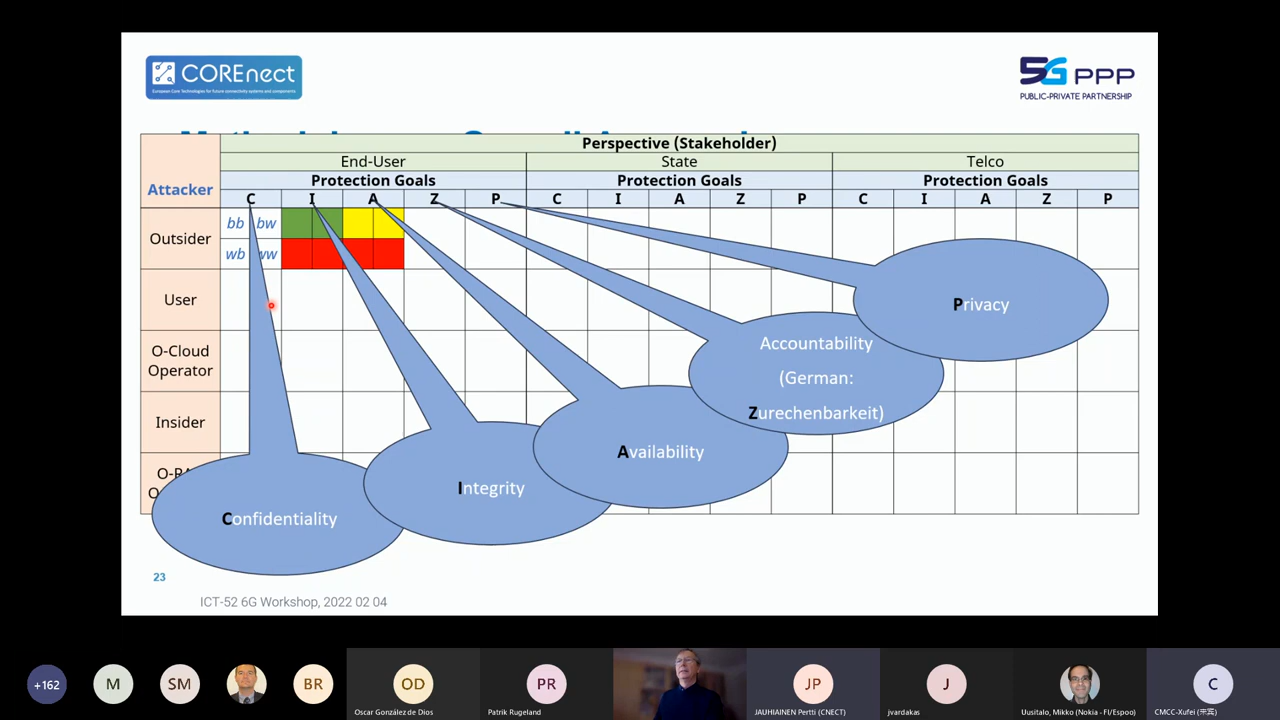 COREnect
European Core Technologies for future connectivity systems and components
5G PPP
PUBLIC-PRIVATE PARTNERSHIP
Perspective (Stakeholder)
End-User State Telco
Attacker
Protection Goals Protection Goals Protection Goals
C I A Z P C I A Z P C I A Z P
Outsider
bb bw
wb ww
User
O-Cloud
Operator
Insider
Confidentiality
Integrity
Availability
Accountability
(German:
Zurechenbarkeit)
Privacy
23
ICT-52 6G Workshop, 2022 02 04
+162 M SM BR OD PR JP J C
Oscar González de Dios
Patrik Rugeland
JAUHIAINEN Pertti (CNECT)
jvardakas
Uusitalo, Mikko (Nokia - FI/Espoo)